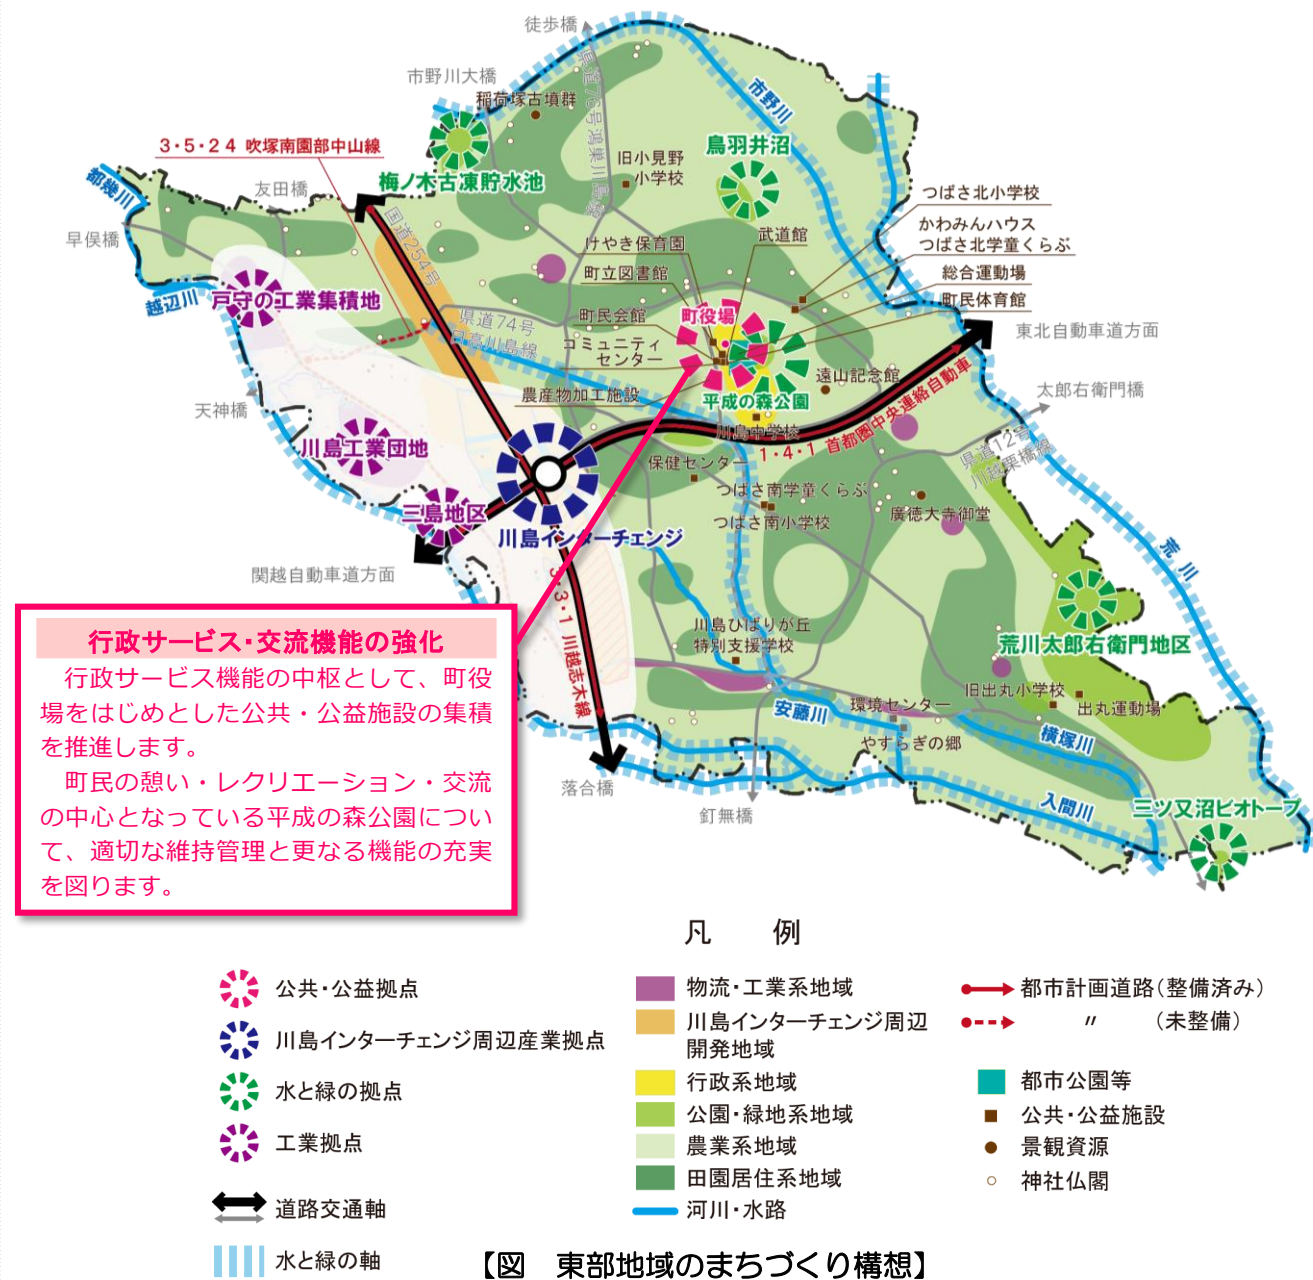 徒歩橋
市野川大橋
稲荷塚古墳群
県道76号鴻巣川島線
市野川
3・5・24 吹塚南園部中山線
旧小見野
小学校
鳥羽井沼
都幾川
友田橋
梅ノ木古凍貯水池
つばさ北小学校
早俣橋
国道254号
けやき保育園
武道館
かわみんハウス
つばさ北学童くらぶ
町立図書館
総合運動場
越辺川
戸守の工業集積地
町民会館
町役場
町民体育館
県道74号
日高川島線
コミュニティ
センター
東北自動車道方面
農産物加工施設
平成の森公園
遠山記念館
太郎右衛門橋
天神橋
川島中学校
1・4・1 首都圏中央連絡自動車
県道12号
川越栗橋線
川島工業団地
保健センター
つばさ南学童くらぶ
三島地区
つばさ南小学校
廣徳大寺御堂
川島インターチェンジ
関越自動車道方面
荒川
3・3・1 川越志木線
川島ひばりが丘
特別支援学校
荒川太郎右衛門地区
行政サービス・交流機能の強化
行政サービス機能の中枢として、町役
場をはじめとした公共・公益施設の集積
を推進します。
町民の憩い・レクリエーション・交流
の中心となっている平成の森公園につい
て、適切な維持管理と更なる機能の充実
を図ります。
旧出丸小学校
出丸運動場
安藤川
環境センター
やすらぎの郷
横塚川
落合橋
釘無橋
入間川
三ツ又沼ビオトープ
凡 例
公共・公益拠点
川島インターチェンジ周辺産業拠点
水と緑の拠点
工業拠点
道路交通軸
水と緑の軸
物流・工業系地域
川島インターチェンジ周辺
開発地域
行政系地域
公園・緑地系地域
農業系地域
田園居住系地域
河川・水路
都市計画道路（整備済み）
〃 （未整備）
都市公園等
公共・公益施設
景観資源
神社仏閣
【図 東部地域のまちづくり構想】